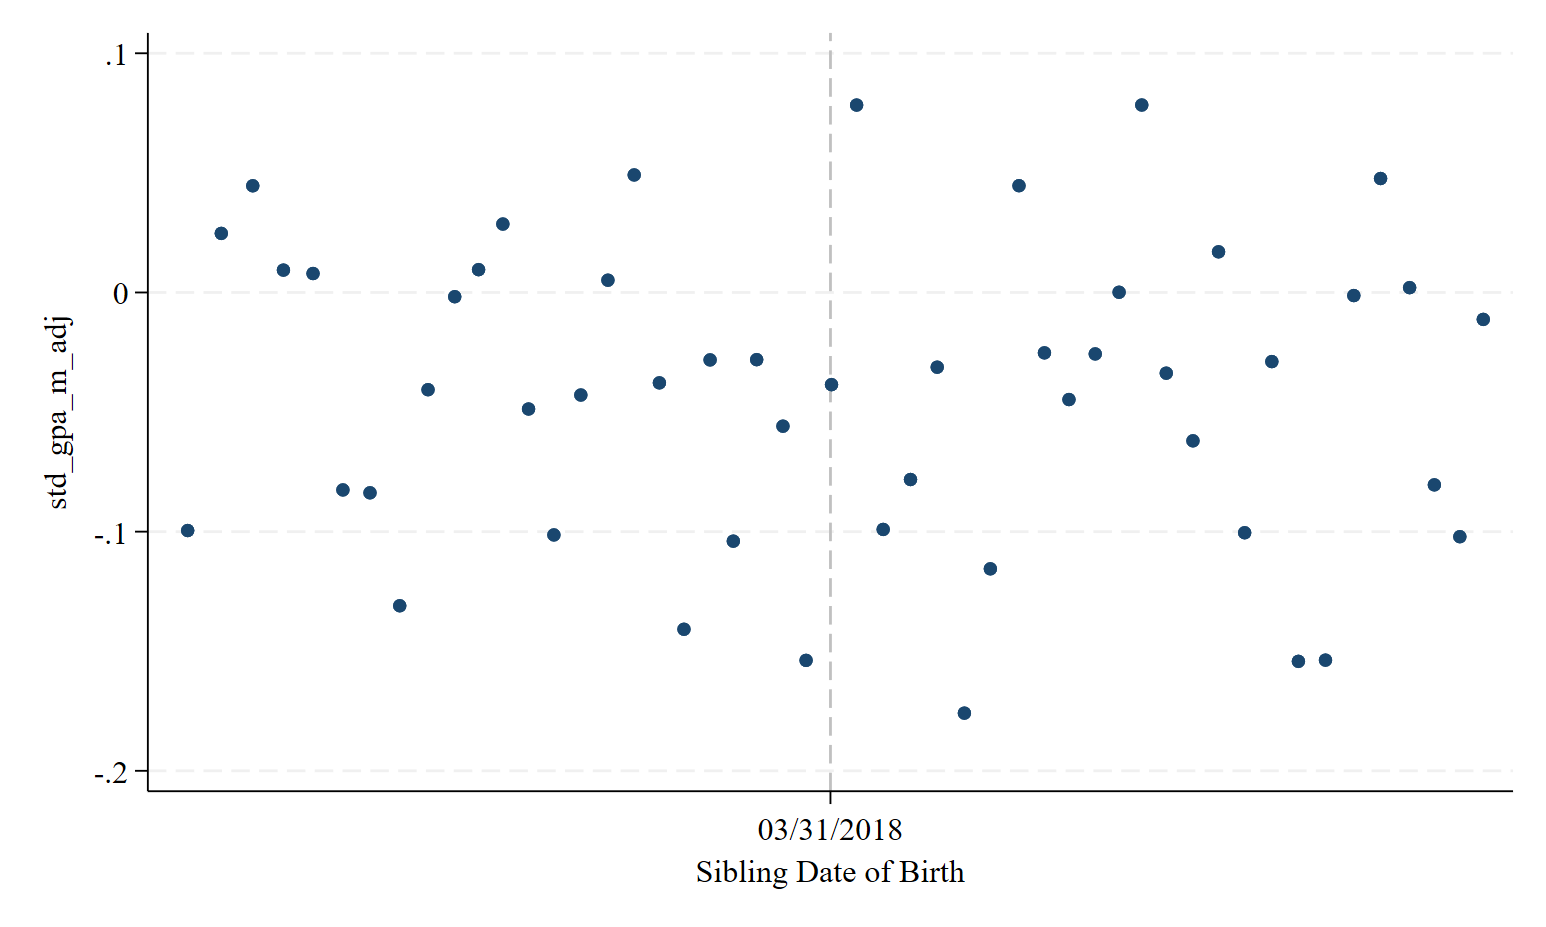 .1
0
-.1
-.2
std_gpa_m_adj
03/31/2018
Sibling Date of Birth